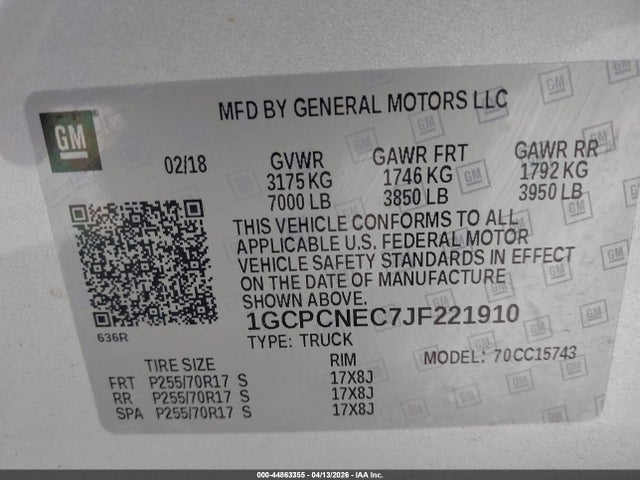 MFD BY GENERAL MOTORS LLC
GM
02/18 GVWR GAWR FRT GAWR RR
3175 KG 1746 KG 1792 KG
7000 LB 3850 LB 3950 LB
THIS VEHICLE CONFORMS TO ALL
APPLICABLE U.S. FEDERAL MOTOR
VEHICLE SAFETY STANDARDS IN EFFECT
ON THE DATE OF MANUFACTURE
SHOWN ABOVE.
636R
1GCPCNEC7JF221910
TYPE: TRUCK MODEL: 70CC15743
TIRE SIZE RIM
FRT P255/70R17 S 17X8J
RR P255/70R17 S 17X8J
SPA P255/70R17 S 17X8J
000-44863355 - 04/13/2026 - IAA Inc.